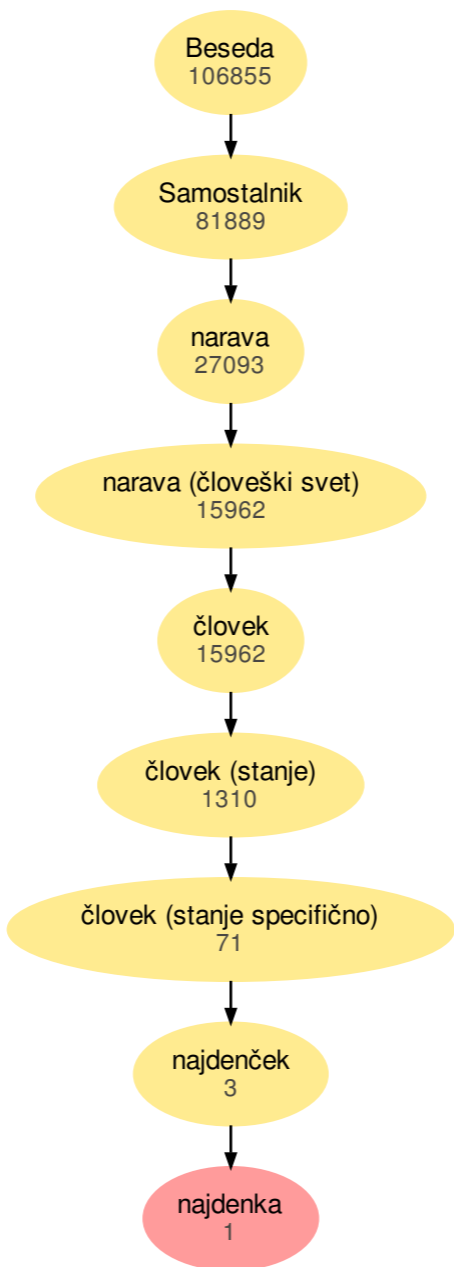 Beseda
106855
Samostalnik
81889
narava
27093
narava (človeški svet)
15962
človek
15962
človek (stanje)
1310
človek (stanje specifično)
71
najdenček
3
najdenka
1